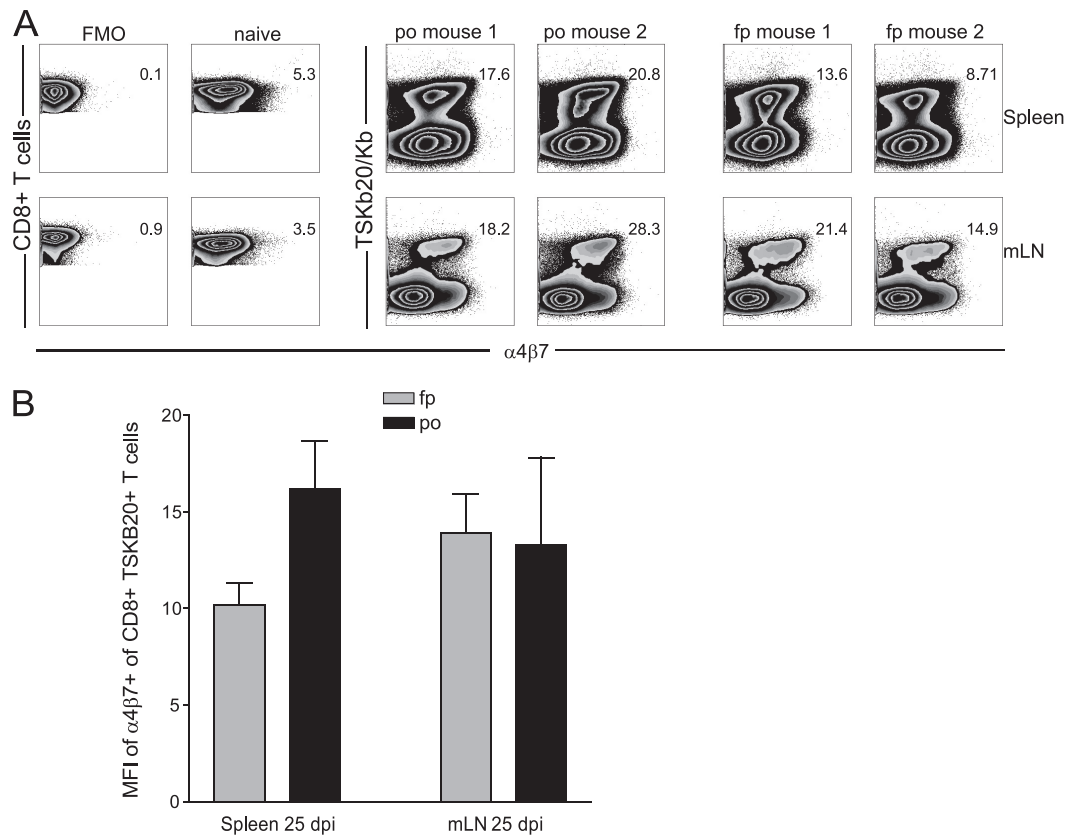 A
FMO naive po mouse 1 po mouse 2 fp mouse 1 fp mouse 2
0.1 5.3 17.6 20.8 13.6 8.71
Spleen
CD8+ T cells
TSKb20/Kb
0.9 3.5 18.2 28.3 21.4 14.9
mLN
α4β7
B
fp
po
MFI of α4β7+ of CD8+ TSKB20+ T cells
20
15
10
5
0
Spleen 25 dpi mLN 25 dpi